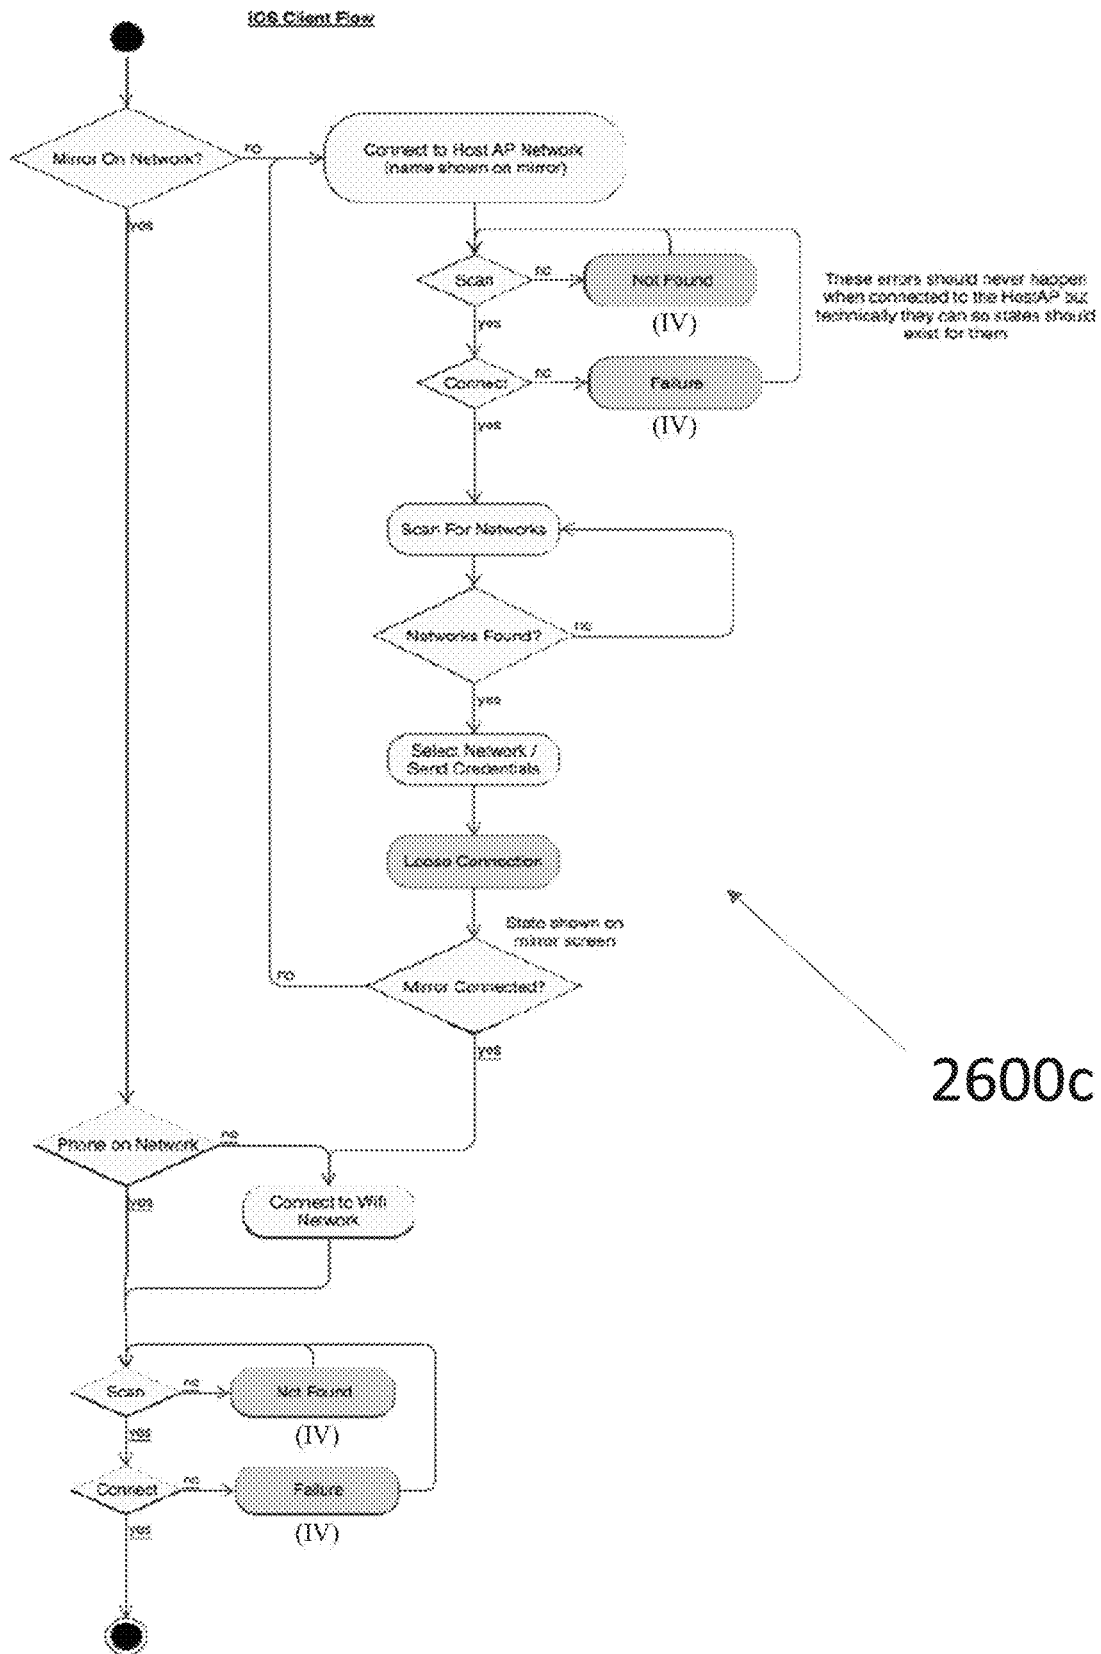 iOS Client Flow
Mirror On Network?
no
Connect to Host AP Network
(name shown on mirror)
yes
Scan
no
Not Found
(IV)
These errors should never happen
when connected to the HostAP but
technically they can so states should
exist for them
yes
Connect
no
Failure
(IV)
yes
Scan For Networks
Networks Found?
no
yes
Select Network /
Send Credentials
Loose Connection
State shown on
mirror screen
no
Mirror Connected?
yes
2600c
Phone on Network
no
yes
Connect to Wifi
Network
Scan
no
Not Found
(IV)
yes
Connect
no
Failure
(IV)
yes